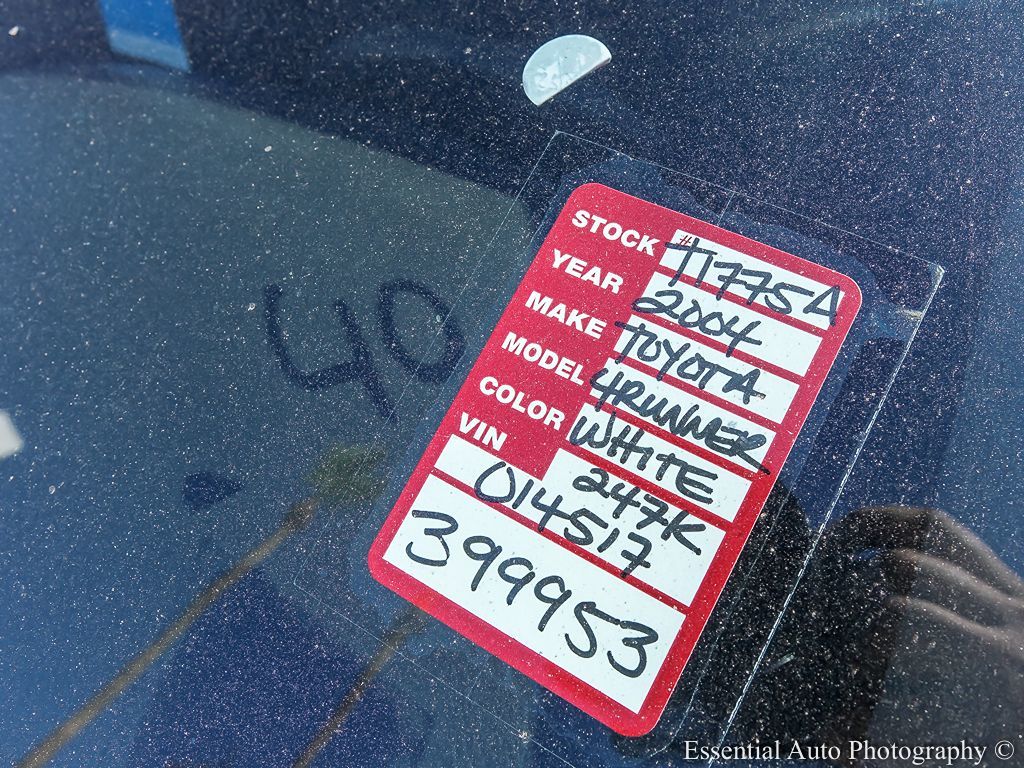 40
STOCK # T1775A
YEAR 2004
MAKE TOYOTA
MODEL 4RUNNER
COLOR WHITE
247K
VIN 014517
399953
Essential Auto Photography ©